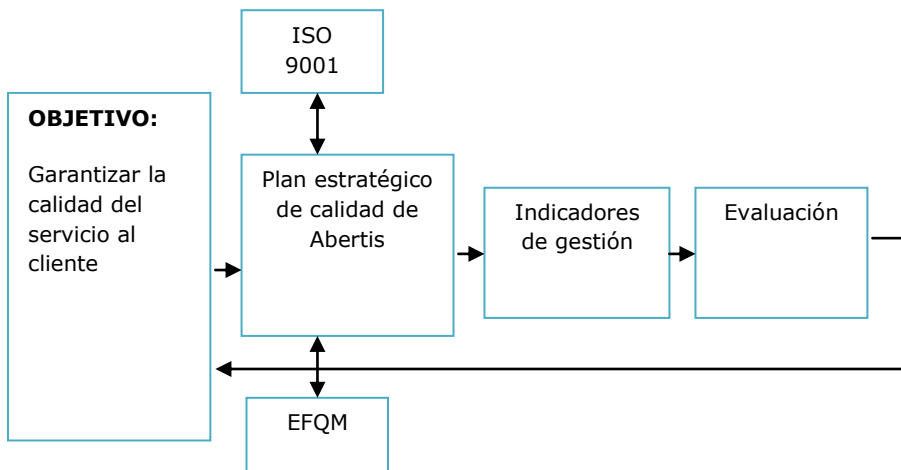 ISO
9001
OBJETIVO:
Garantizar la
calidad del
servicio al
cliente
Plan estratégico
de calidad de
Abertis
Indicadores
de gestión
Evaluación
EFQM